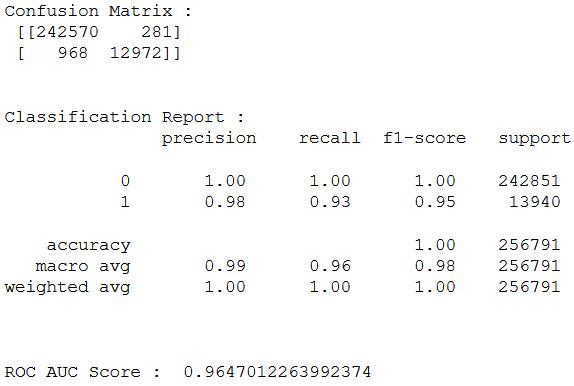 Confusion Matrix :
[[242570 281]
[ 968 12972]]
Classification Report :
precision recall f1-score support
0 1.00 1.00 1.00 242851
1 0.98 0.93 0.95 13940
accuracy 1.00 256791
macro avg 0.99 0.96 0.98 256791
weighted avg 1.00 1.00 1.00 256791
ROC AUC Score : 0.9647012263992374